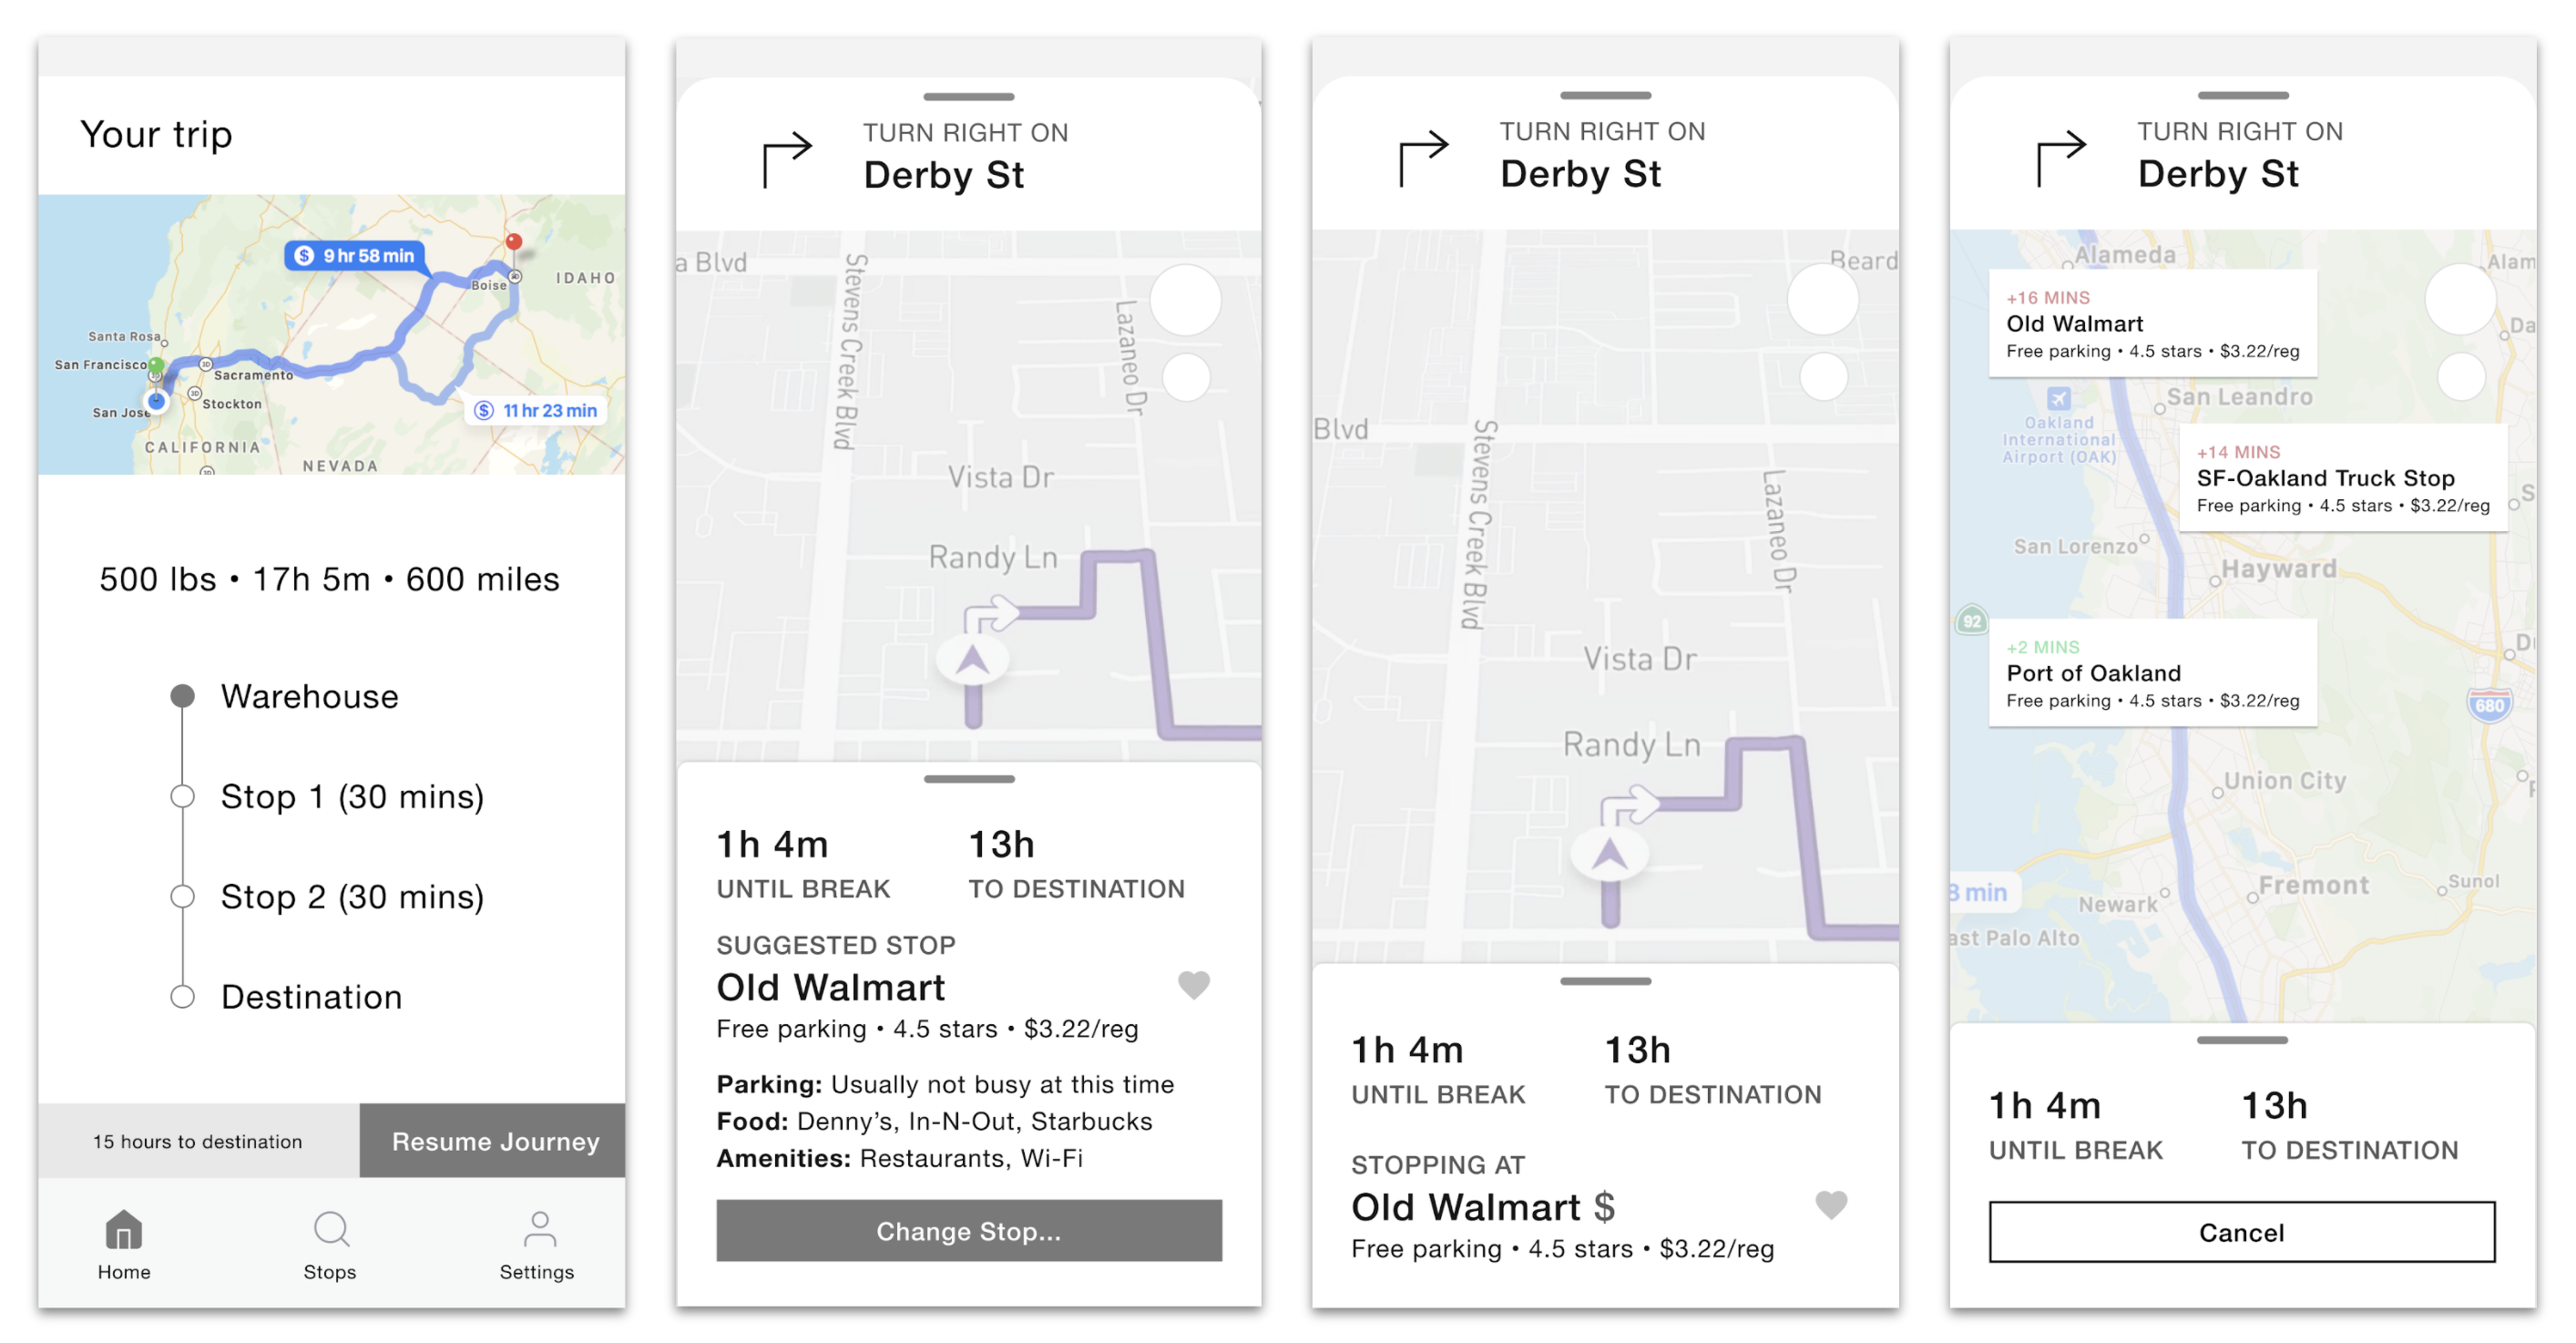 Your trip
$ 9 hr 58 min
IDAHO
Boise
Santa Rosa
San Francisco
Sacramento
Stockton
San Jose
$ 11 hr 23 min
CALIFORNIA
NEVADA
500 lbs • 17h 5m • 600 miles
Warehouse
Stop 1 (30 mins)
Stop 2 (30 mins)
Destination
15 hours to destination
Resume Journey
Home
Stops
Settings
TURN RIGHT ON
Derby St
a Blvd
Stevens Creek Blvd
Lazaneo Dr
Vista Dr
Randy Ln
1h 4m
UNTIL BREAK
13h
TO DESTINATION
SUGGESTED STOP
Old Walmart
Free parking • 4.5 stars • $3.22/reg
Parking: Usually not busy at this time
Food: Denny’s, In-N-Out, Starbucks
Amenities: Restaurants, Wi-Fi
Change Stop...
TURN RIGHT ON
Derby St
Beard
Blvd
Stevens Creek Blvd
Lazaneo Dr
Vista Dr
Randy Ln
1h 4m
UNTIL BREAK
13h
TO DESTINATION
STOPPING AT
Old Walmart $
Free parking • 4.5 stars • $3.22/reg
TURN RIGHT ON
Derby St
Alameda
Alam
+16 MINS
Old Walmart
Free parking • 4.5 stars • $3.22/reg
Da
San Leandro
Oakland
International
Airport (OAK)
+14 MINS
SF-Oakland Truck Stop
Free parking • 4.5 stars • $3.22/reg
S
San Lorenzo
Hayward
92
+2 MINS
Port of Oakland
Free parking • 4.5 stars • $3.22/reg
D
680
Union City
8 min
Fremont
Sunol
Newark
ast Palo Alto
1h 4m
UNTIL BREAK
13h
TO DESTINATION
Cancel